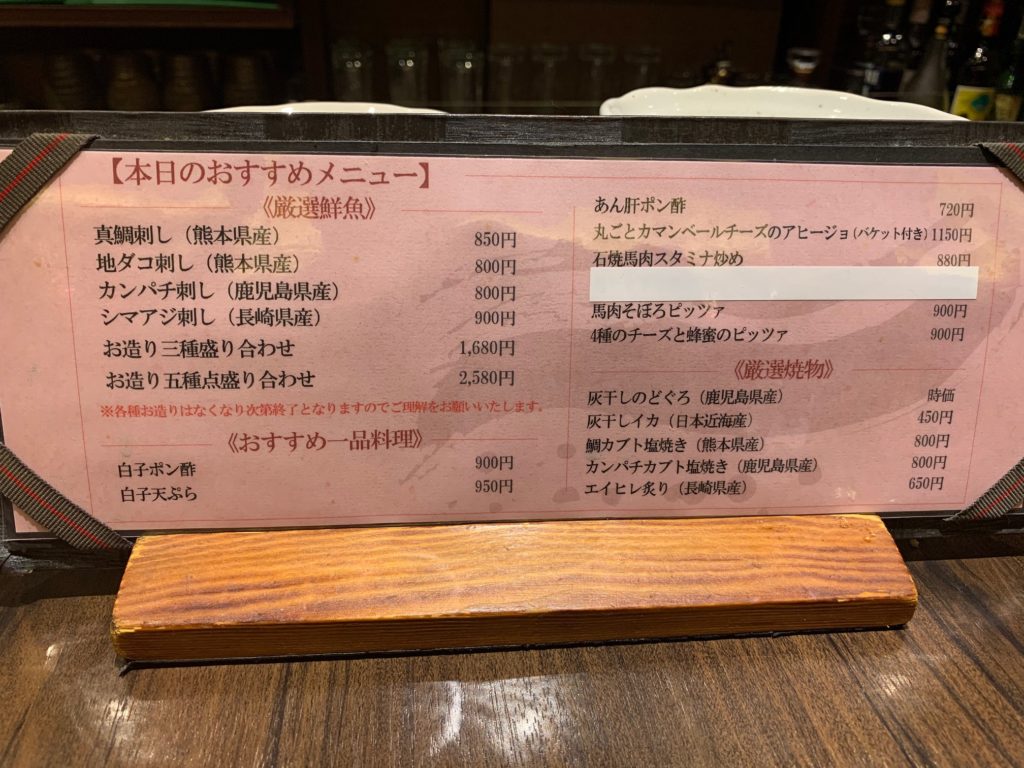 【本日のおすすめメニュー】
《厳選鮮魚》
真鯛刺し（熊本県産） 850円
地ダコ刺し（熊本県産） 800円
カンパチ刺し（鹿児島県産） 800円
シマアジ刺し（長崎県産） 900円
お造り三種盛り合わせ 1,680円
お造り五種点盛り合わせ 2,580円
※各種お造りはなくなり次第終了となりますのでご理解をお願いいたします。
《おすすめ一品料理》
白子ポン酢 900円
白子天ぷら 950円
あん肝ポン酢 720円
丸ごとカマンベールチーズのアヒージョ（バケット付き） 1150円
石焼馬肉スタミナ炒め 880円
馬肉そぼろピッツァ 900円
4種のチーズと蜂蜜のピッツァ 900円
《厳選焼物》
灰干しのどぐろ（鹿児島県産） 時価
灰干しイカ（日本近海産） 450円
鯛カブト塩焼き（熊本県産） 800円
カンパチカブト塩焼き（鹿児島県産） 800円
エイヒレ炙り（長崎県産） 650円